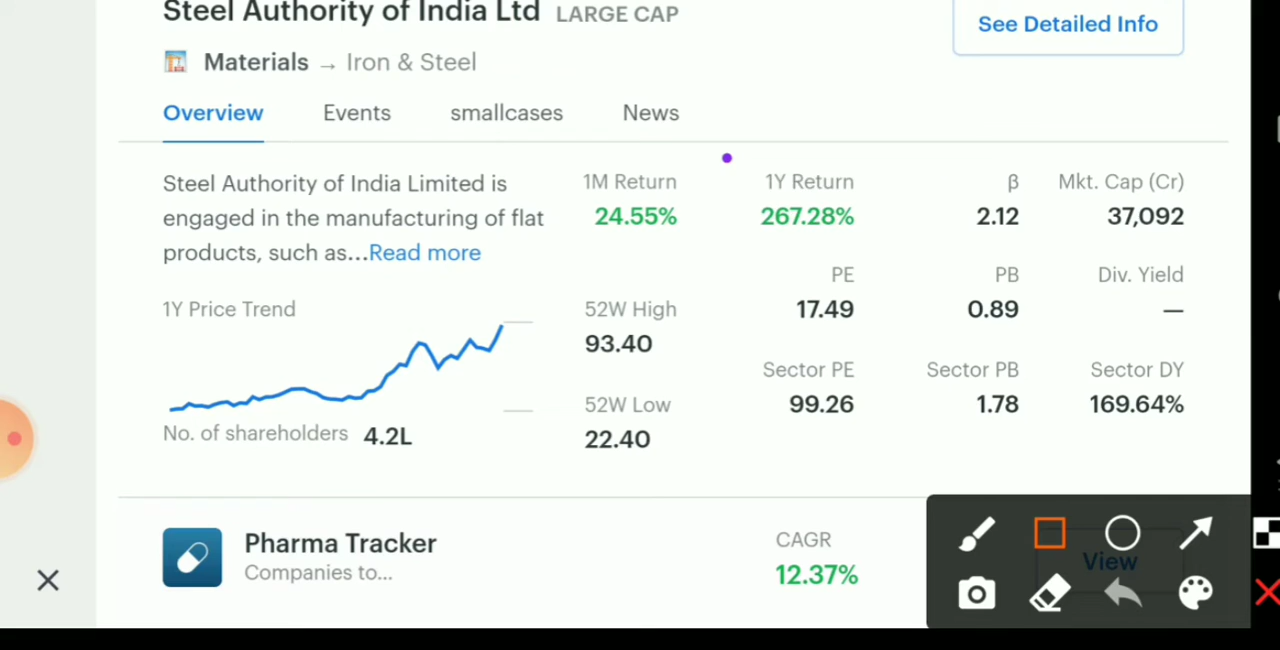 Steel Authority of India Ltd LARGE CAP
See Detailed Info
Materials → Iron & Steel
Overview Events smallcases News
Steel Authority of India Limited is
engaged in the manufacturing of flat
products, such as...Read more
1M Return
24.55%
1Y Return
267.28%
β
2.12
Mkt. Cap (Cr)
37,092
PE
17.49
PB
0.89
Div. Yield
—
1Y Price Trend
52W High
93.40
Sector PE
99.26
Sector PB
1.78
Sector DY
169.64%
52W Low
22.40
No. of shareholders 4.2L
Pharma Tracker
Companies to...
CAGR
12.37%
View